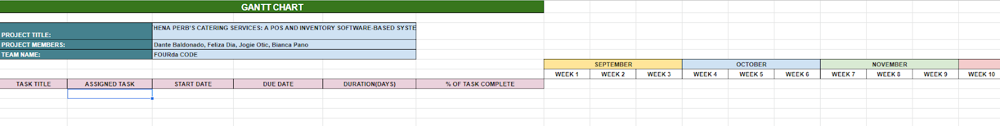 GANTT CHART
PROJECT TITLE: HENA PERB'S CATERING SERVICES: A POS AND INVENTORY SOFTWARE-BASED SYSTE
PROJECT MEMBERS: Dante Baldonado, Feliza Dia, Jogie Otic, Bianca Pano
TEAM NAME: FOURda CODE
SEPTEMBER OCTOBER NOVEMBER
WEEK 1 WEEK 2 WEEK 3 WEEK 4 WEEK 5 WEEK 6 WEEK 7 WEEK 8 WEEK 9 WEEK 10
TASK TITLE ASSIGNED TASK START DATE DUE DATE DURATION(DAYS) % OF TASK COMPLETE